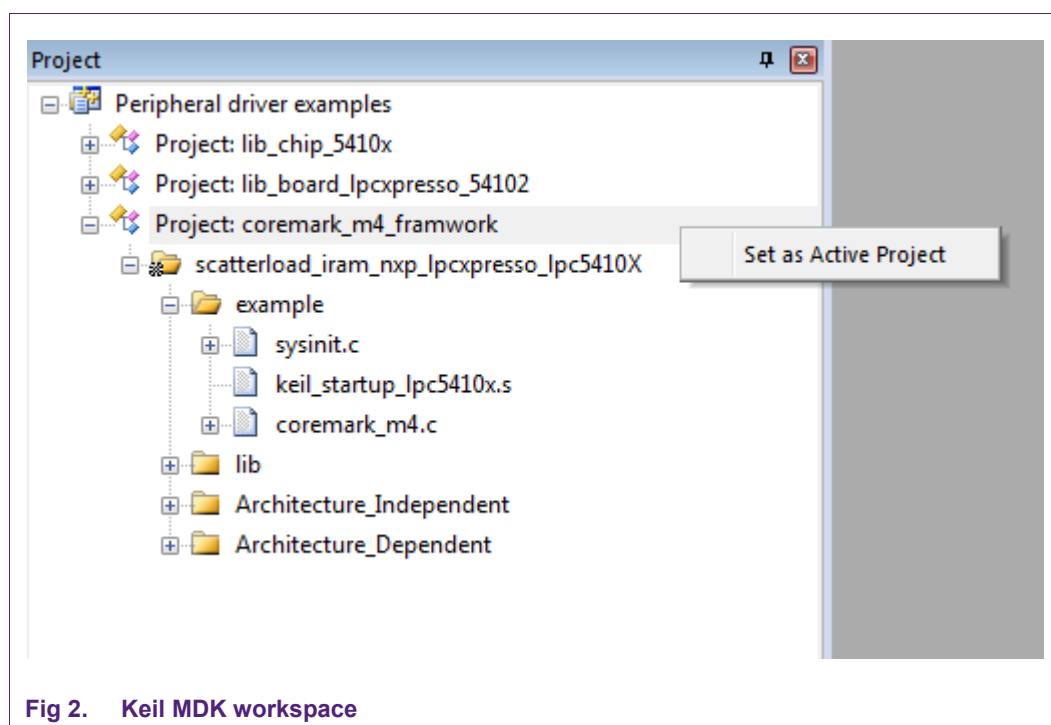 Project
Peripheral driver examples
Project: lib_chip_5410x
Project: lib_board_lpcxpresso_54102
Project: coremark_m4_framwork
Set as Active Project
scatterload_iram_nxp_lpcxpresso_lpc5410X
example
sysinit.c
keil_startup_lpc5410x.s
coremark_m4.c
lib
Architecture_Independent
Architecture_Dependent
Fig 2. Keil MDK workspace